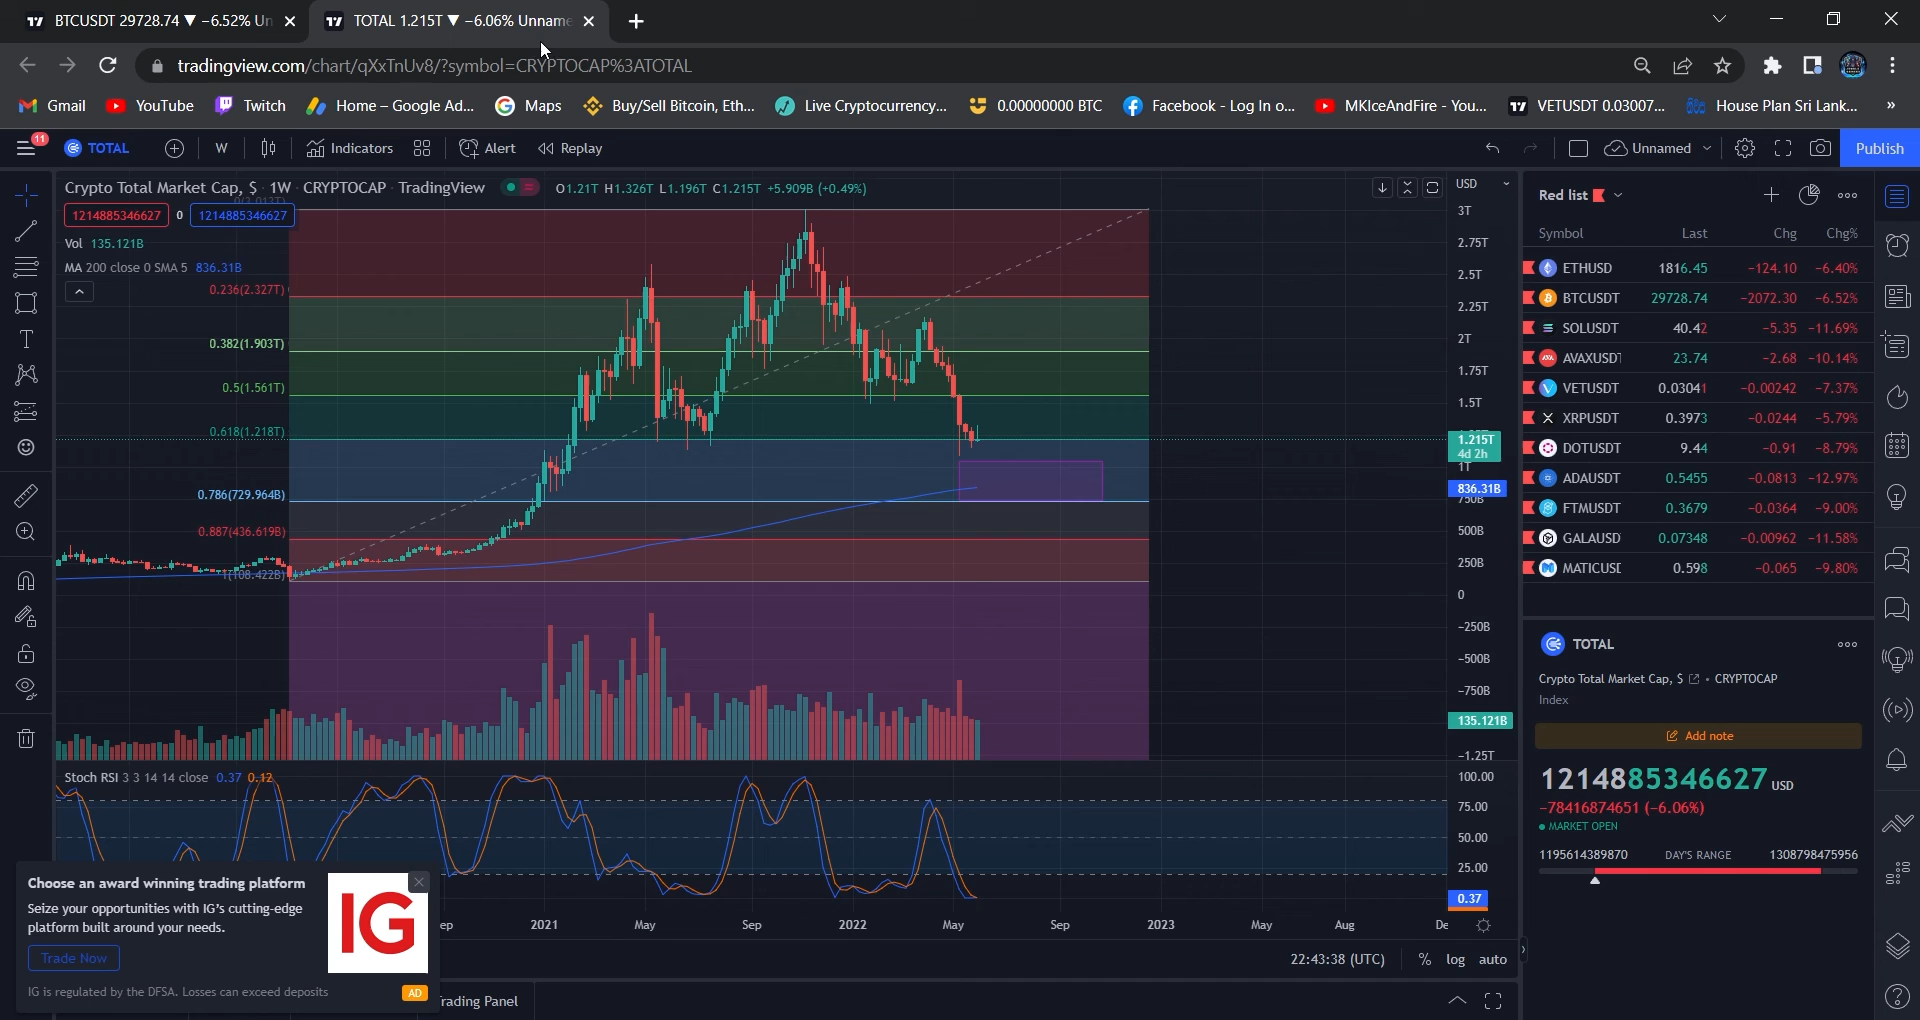 BTCUSDT 29728.74 ▼ −6.52% Un
TOTAL 1.215T ▼ −6.06% Unname
tradingview.com/chart/qXxTnUv8/?symbol=CRYPTOCAP%3ATOTAL
Gmail YouTube Twitch Home – Google Ad... Maps Buy/Sell Bitcoin, Eth... Live Cryptocurrency... 0.00000000 BTC Facebook - Log In o... MKIceAndFire - You... VETUSDT 0.03007... House Plan Sri Lank... »
11 TOTAL W Indicators Alert Replay Unnamed Publish
Crypto Total Market Cap, $ · 1W · CRYPTOCAP · TradingView O1.21T H1.326T L1.196T C1.215T +5.909B (+0.49%)
1214885346627 0 1214885346627
Vol 135.121B
MA 200 close 0 SMA 5 836.31B
0.236(2.327T)
0.382(1.903T)
0.5(1.561T)
0.618(1.218T)
0.786(729.964B)
0.887(436.619B)
1(108.422B)
USD
3T
2.75T
2.5T
2.25T
2T
1.75T
1.5T
1.215T
4d 2h
1T
836.31B
750B
500B
250B
0
−250B
−500B
−750B
135.121B
−1.25T
Stoch RSI 3 3 14 14 close 0.37 0.12
100.00
75.00
50.00
25.00
0.37
ep 2021 May Sep 2022 May Sep 2023 May Aug De
22:43:38 (UTC) % log auto
rading Panel
Choose an award winning trading platform
Seize your opportunities with IG's cutting-edge
platform built around your needs.
Trade Now
IG is regulated by the DFSA. Losses can exceed deposits
IG
AD
Red list
Symbol Last Chg Chg%
ETHUSD 1816.45 −124.10 −6.40%
BTCUSDT 29728.74 −2072.30 −6.52%
SOLUSDT 40.42 −5.35 −11.69%
AVAXUSDT 23.74 −2.68 −10.14%
VETUSDT 0.03041 −0.00242 −7.37%
XRPUSDT 0.3973 −0.0244 −5.79%
DOTUSDT 9.44 −0.91 −8.79%
ADAUSDT 0.5455 −0.0813 −12.97%
FTMUSDT 0.3679 −0.0364 −9.00%
GALAUSD 0.07348 −0.00962 −11.58%
MATICUSD 0.598 −0.065 −9.80%
TOTAL
Crypto Total Market Cap, $ • CRYPTOCAP
Index
Add note
1214885346627 USD
−78416874651 (−6.06%)
MARKET OPEN
1195614389870 DAY'S RANGE 1308798475956